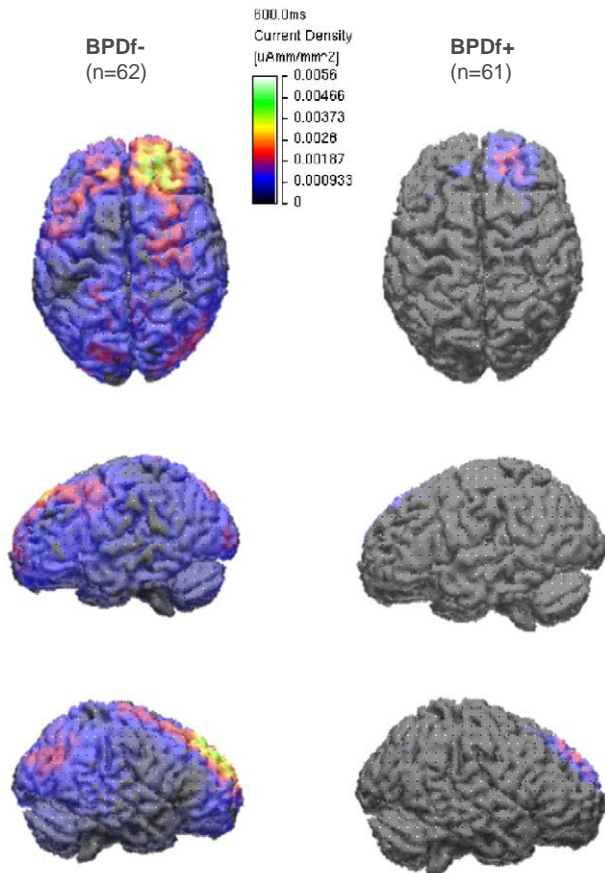 600.0ms
Current Density
[uAmm/mm^2]
BPDf-
(n=62)
0.0056
0.00466
0.00373
0.0028
0.00187
0.000933
0
BPDf+
(n=61)